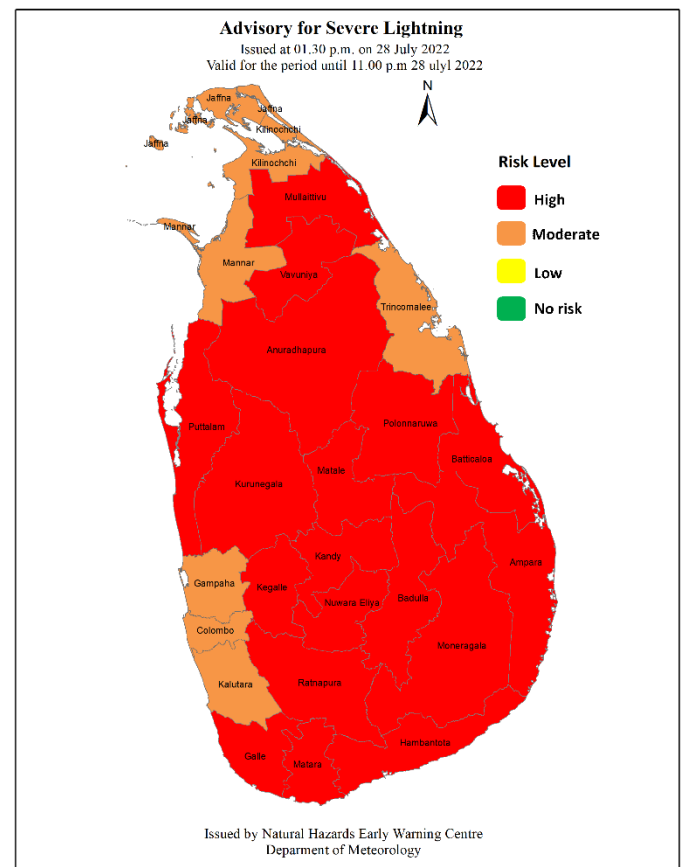 Advisory for Severe Lightning
Issued at 01.30 p.m. on 28 July 2022
Valid for the period until 11.00 p.m 28 ulyl 2022
N
Jaffna
Jaffna
Jaffna
Kilinochchi
Jaffna
Kilinochchi
Risk Level
Mullaittivu
High
Mannar
Moderate
Mannar
Vavuniya
Low
Trincomalee
No risk
Anuradhapura
Puttalam
Polonnaruwa
Batticaloa
Matale
Kurunegala
Kandy
Ampara
Gampaha
Kegalle
Nuwara Eliya
Badulla
Colombo
Moneragala
Kalutara
Ratnapura
Hambantota
Galle
Matara
Issued by Natural Hazards Early Warning Centre
Deparment of Meteorology